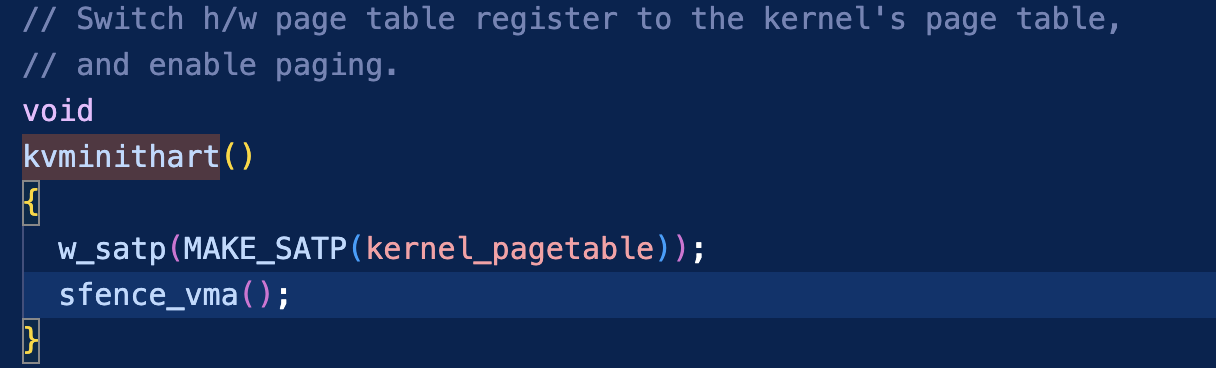 // Switch h/w page table register to the kernel's page table,
// and enable paging.
void
kvminithart()
{
  w_satp(MAKE_SATP(kernel_pagetable));
  sfence_vma();
}